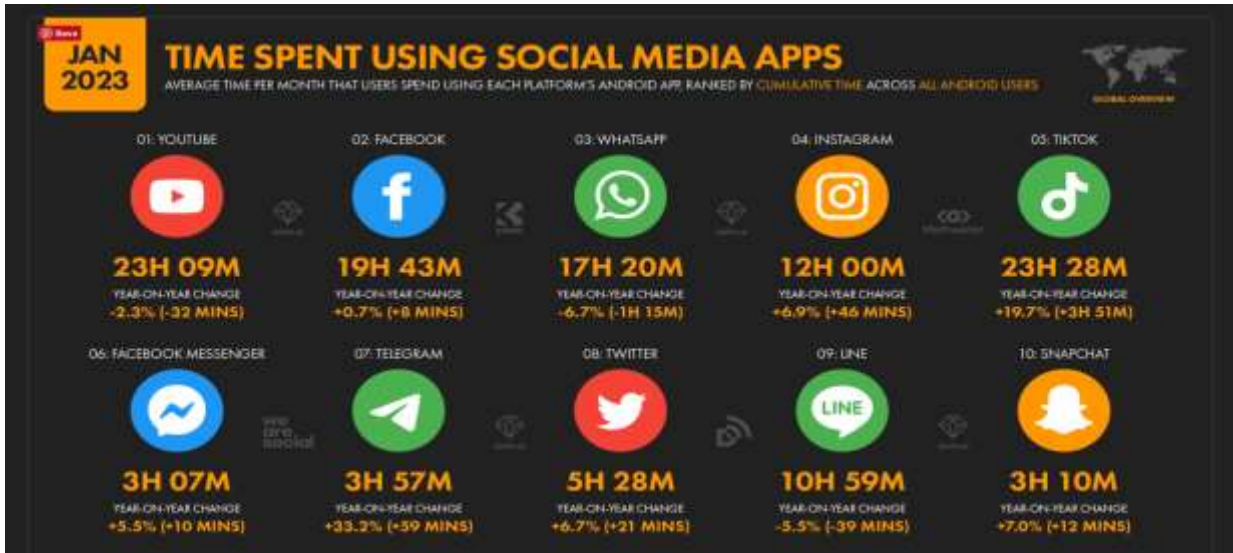 Save
JAN
2023
TIME SPENT USING SOCIAL MEDIA APPS
AVERAGE TIME PER MONTH THAT USERS SPEND USING EACH PLATFORM'S ANDROID APP, RANKED BY CUMULATIVE TIME ACROSS ALL ANDROID USERS
GLOBAL OVERVIEW
01: YOUTUBE
23H 09M
YEAR-ON-YEAR CHANGE
-2.3% (-32 MINS)
02: FACEBOOK
19H 43M
YEAR-ON-YEAR CHANGE
+0.7% (+8 MINS)
03: WHATSAPP
17H 20M
YEAR-ON-YEAR CHANGE
-6.7% (-1H 15M)
04: INSTAGRAM
12H 00M
YEAR-ON-YEAR CHANGE
+6.9% (+46 MINS)
05: TIKTOK
23H 28M
YEAR-ON-YEAR CHANGE
+19.7% (+3H 51M)
06: FACEBOOK MESSENGER
3H 07M
YEAR-ON-YEAR CHANGE
+5.5% (+10 MINS)
07: TELEGRAM
3H 57M
YEAR-ON-YEAR CHANGE
+33.2% (+59 MINS)
08: TWITTER
5H 28M
YEAR-ON-YEAR CHANGE
+6.7% (+21 MINS)
09: LINE
LINE
10H 59M
YEAR-ON-YEAR CHANGE
-5.5% (-39 MINS)
10: SNAPCHAT
3H 10M
YEAR-ON-YEAR CHANGE
+7.0% (+12 MINS)
we
are
social